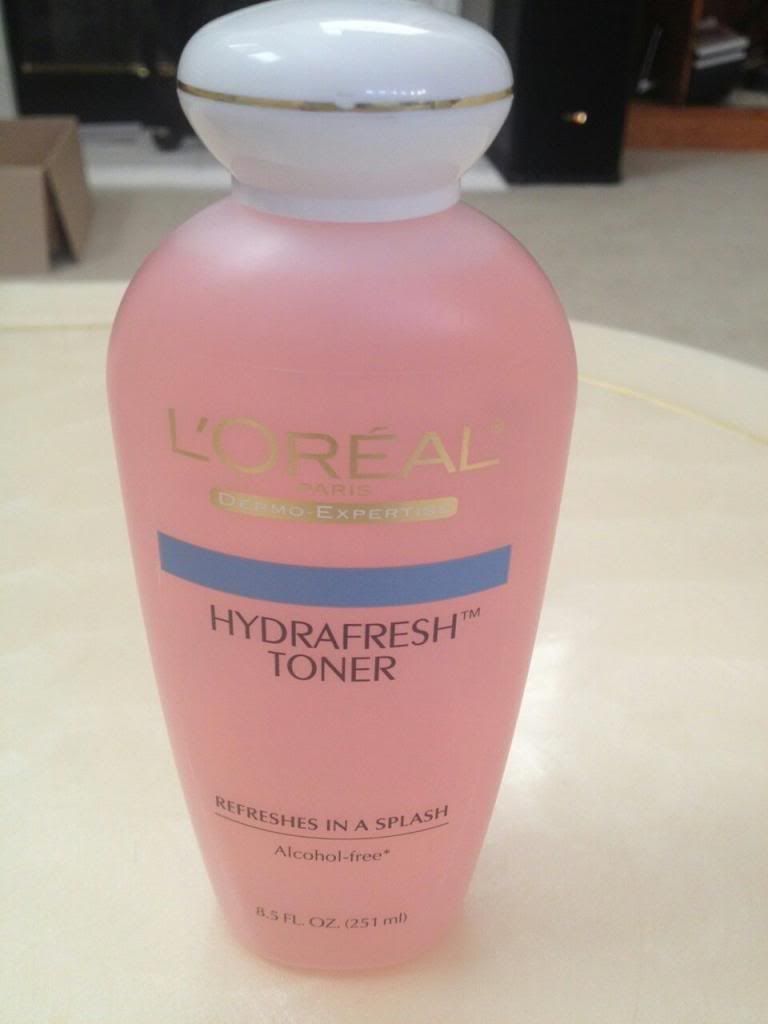 L'ORÉAL®
PARIS
DERMO-EXPERTISE
HYDRAFRESH™
TONER
REFRESHES IN A SPLASH
Alcohol-free*
8.5 FL. OZ. (251 ml)